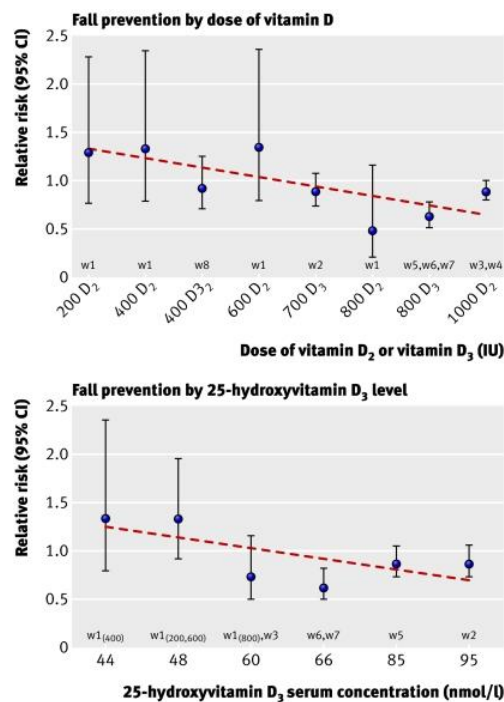 Fall prevention by dose of vitamin D
Relative risk (95% CI)
2.5
2.0
1.5
1.0
0.5
0
w1 w1 w8 w1 w2 w1 w5,w6,w7 w3,w4
200 D₂ 400 D₂ 400 D³₂ 600 D₂ 700 D₃ 800 D₂ 800 D₃ 1000 D₂
Dose of vitamin D₂ or vitamin D₃ (IU)
Fall prevention by 25-hydroxyvitamin D₃ level
Relative risk (95% CI)
2.5
2.0
1.5
1.0
0.5
0
w1₍₄₀₀₎ w1₍₂₀₀,₆₀₀₎ w1₍₈₀₀₎,w3 w6,w7 w5 w2
44 48 60 66 85 95
25-hydroxyvitamin D₃ serum concentration (nmol/l)